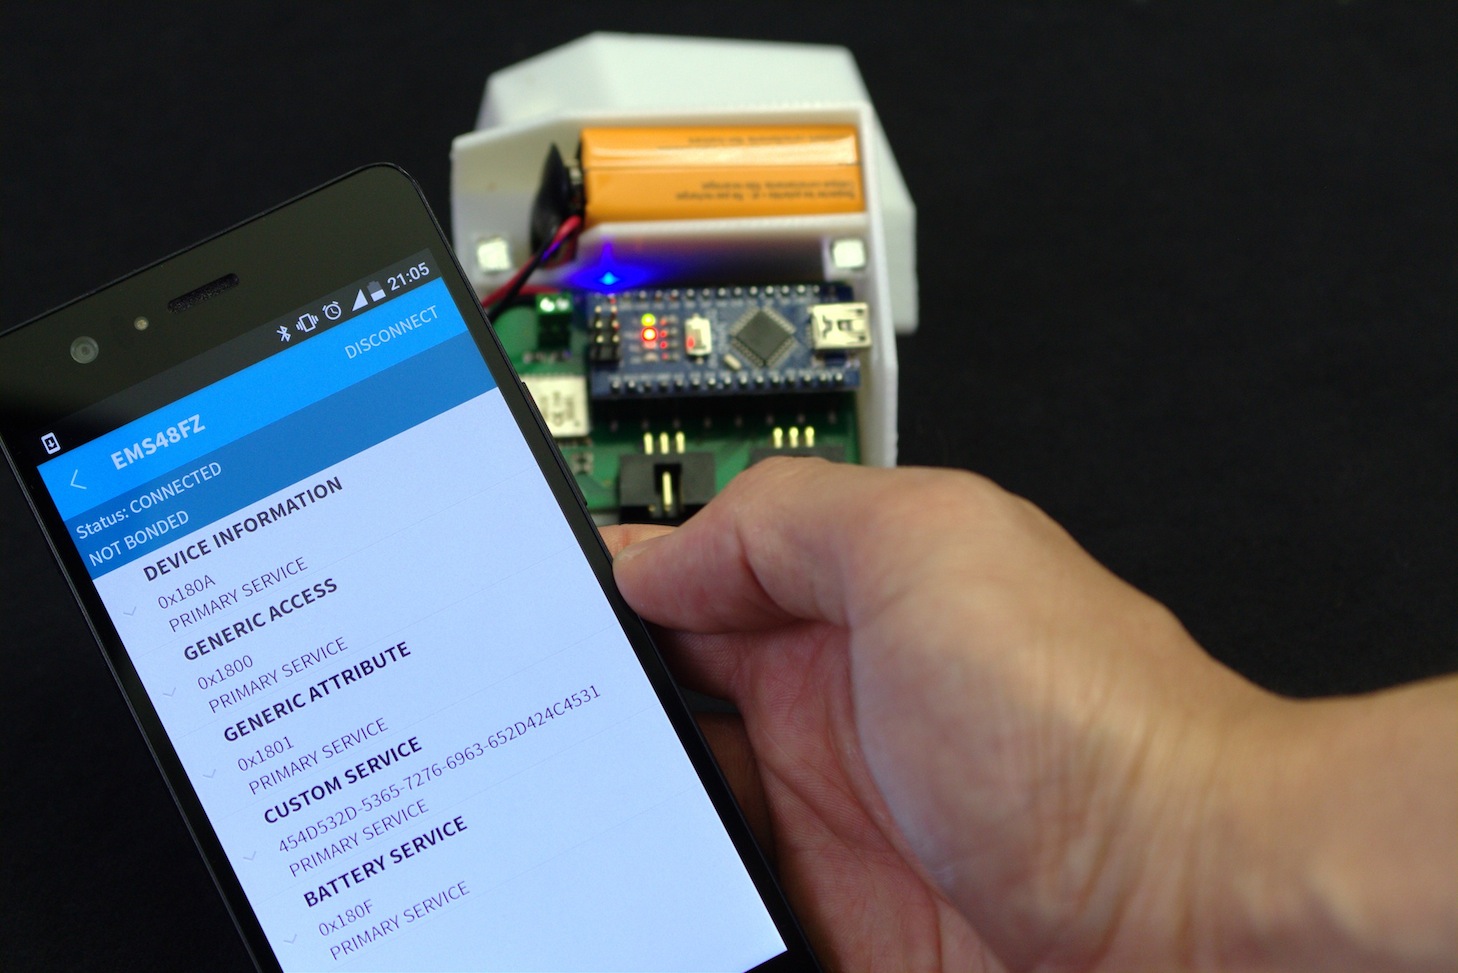 21:05
DISCONNECT
EMS48FZ
Status: CONNECTED
NOT BONDED
DEVICE INFORMATION
0x180A
PRIMARY SERVICE
GENERIC ACCESS
0x1800
PRIMARY SERVICE
GENERIC ATTRIBUTE
0x1801
PRIMARY SERVICE
CUSTOM SERVICE
454D532D-5365-7276-6963-652D424C4531
PRIMARY SERVICE
BATTERY SERVICE
0x180F
PRIMARY SERVICE